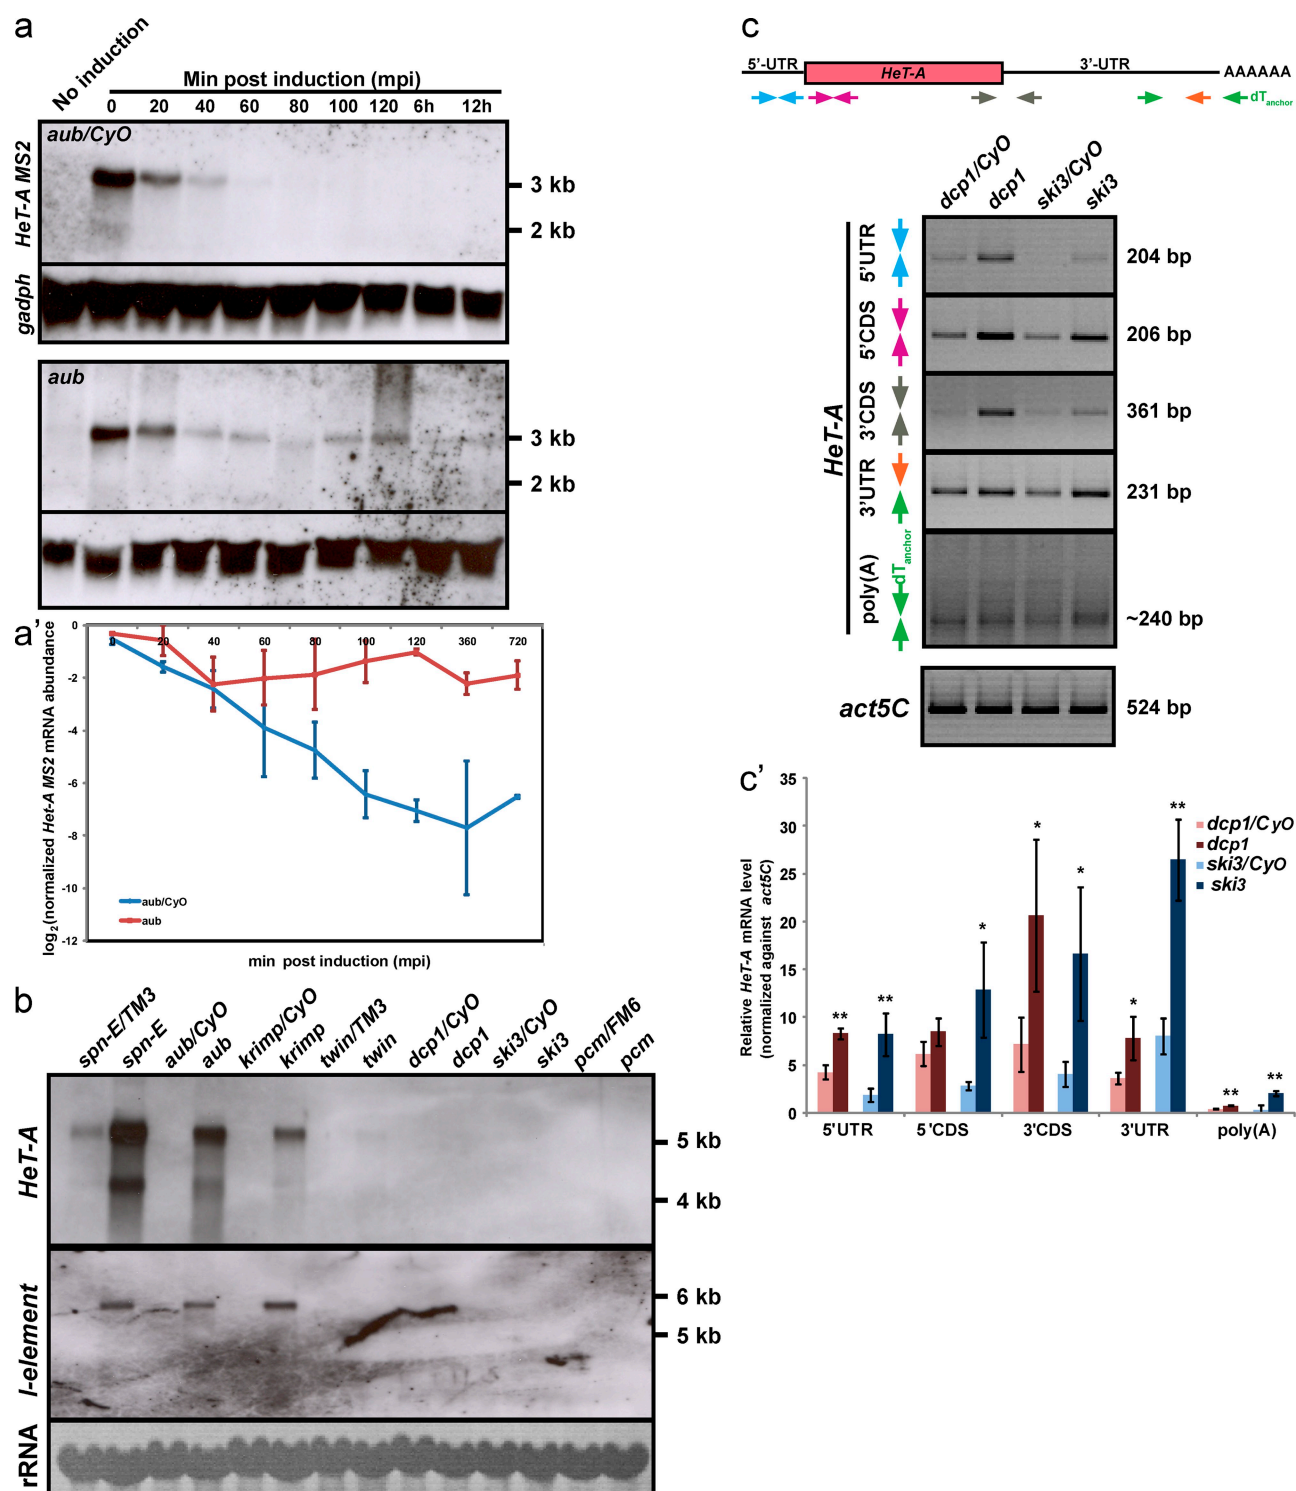 a
No induction
Min post induction (mpi)
0 20 40 60 80 100 120 6h 12h
HeT-A MS2
aub/CyO
3 kb
2 kb
gadph
aub
3 kb
2 kb
a'
log2(normalized Het-A MS2 mRNA abundance
0
-2
-4
-6
-8
-10
-12
0 20 40 60 80 100 120 360 720
aub/CyO
aub
min post induction (mpi)
b
spn-E/TM3 spn-E aub/CyO aub krimp/CyO krimp twin/TM3 twin dcp1/CyO dcp1 ski3/CyO ski3 pcm/FM6 pcm
HeT-A
5 kb
4 kb
I-element
6 kb
5 kb
rRNA
c
5'-UTR HeT-A 3'-UTR AAAAAA
dTanchor
dcp1/CyO dcp1 ski3/CyO ski3
HeT-A
5'UTR 204 bp
5'CDS 206 bp
3'CDS 361 bp
3'UTR 231 bp
poly(A) dTanchor ~240 bp
act5C 524 bp
c'
Relative HeT-A mRNA level
(normalized against act5C)
35
30
25
20
15
10
5
0
** ** * * * * ** ** **
dcp1/CyO
dcp1
ski3/CyO
ski3
5'UTR 5'CDS 3'CDS 3'UTR poly(A)